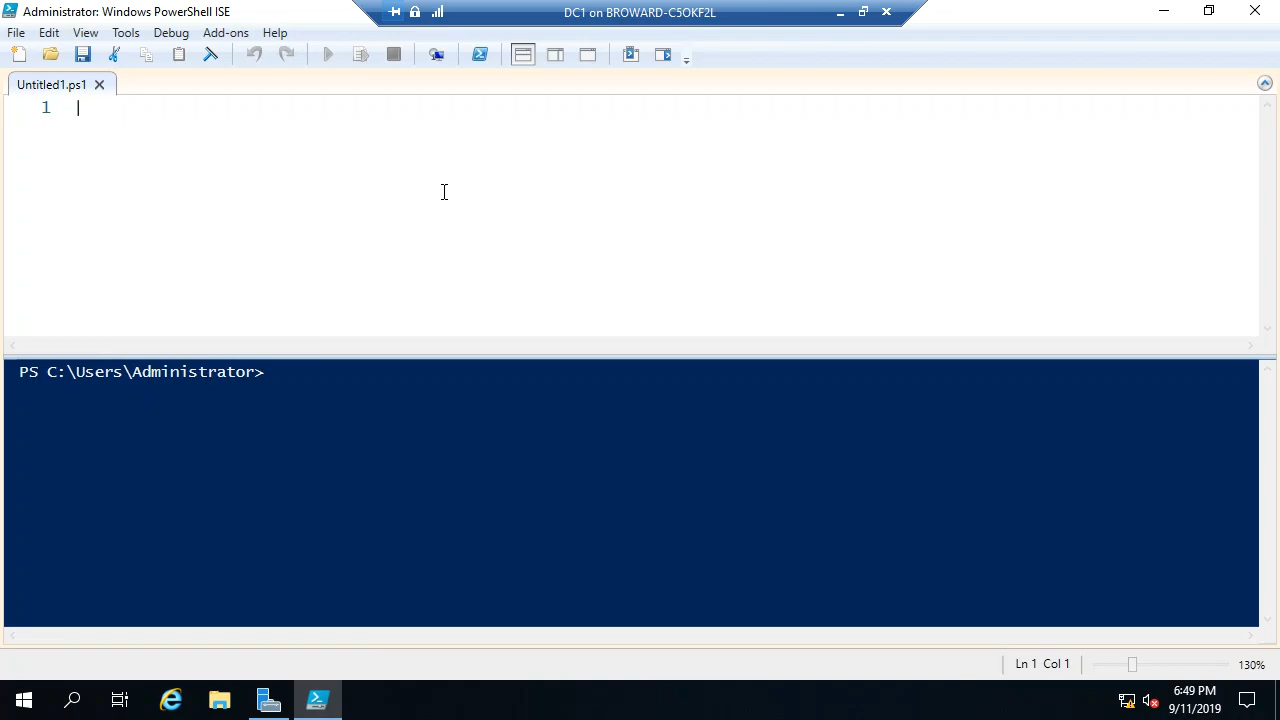 Administrator: Windows PowerShell ISE
DC1 on BROWARD-C5OKF2L
File Edit View Tools Debug Add-ons Help
Untitled1.ps1
1
PS C:\Users\Administrator>
Ln 1 Col 1
130%
6:49 PM
9/11/2019